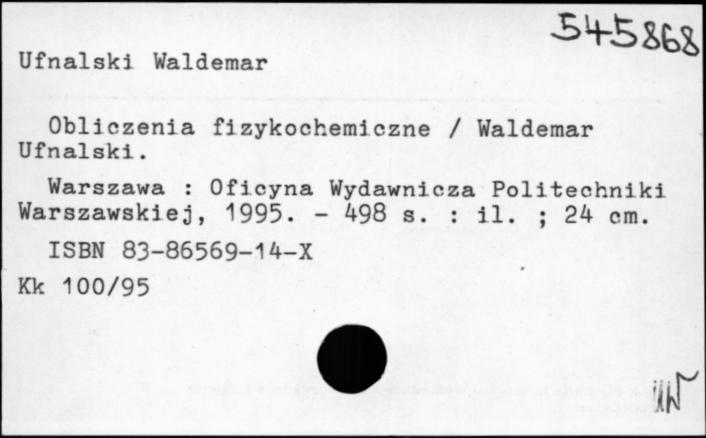 545868
Ufnalski Waldemar
Obliczenia fizykochemiczne / Waldemar
Ufnalski.
Warszawa : Oficyna Wydawnicza Politechniki
Warszawskiej, 1995. - 498 s. : il. ; 24 cm.
ISBN 83-86569-14-X
Kk 100/95